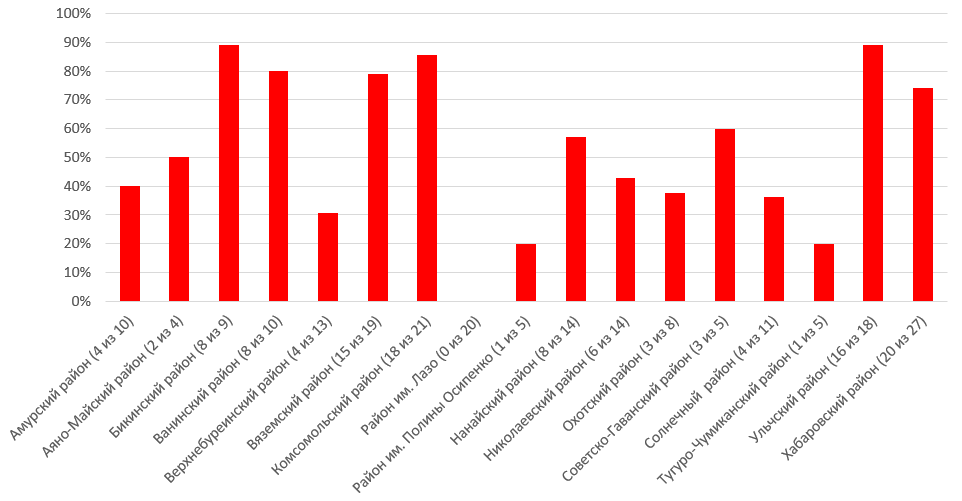 100%
90%
80%
70%
60%
50%
40%
30%
20%
10%
0%
Амурский район (4 из 10)
Аяно-Майский район (2 из 4)
Бикинский район (8 из 9)
Ванинский район (8 из 10)
Верхнебуреинский район (4 из 13)
Вяземский район (15 из 19)
Комсомольский район (18 из 21)
Район им. Лазо (0 из 20)
Район им. Полины Осипенко (1 из 5)
Нанайский район (8 из 14)
Николаевский район (6 из 14)
Охотский район (3 из 8)
Советско-Гаванский район (3 из 5)
Солнечный  район (4 из 11)
Тугуро-Чумиканский район (1 из 5)
Ульчский район (16 из 18)
Хабаровский район (20 из 27)